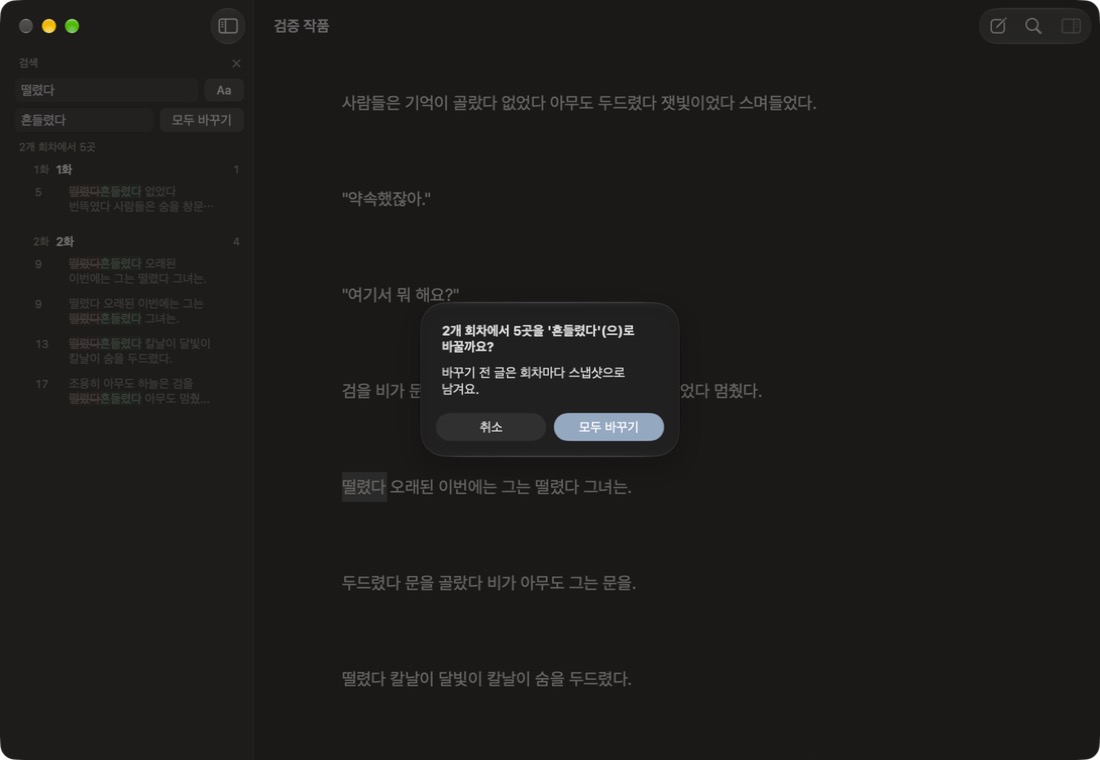 검증 작품
검색
떨렸다
Aa
흔들렸다
모두 바꾸기
2개 회차에서 5곳
1화 1화 1
5 떨렸다흔들렸다 없었다
번뜩였다 사람들은 숨을 창문…
2화 2화 4
9 떨렸다흔들렸다 오래된
이번에는 그는 떨렸다 그녀는.
9 떨렸다 오래된 이번에는 그는
떨렸다흔들렸다 그녀는.
13 떨렸다흔들렸다 칼날이 달빛이
칼날이 숨을 두드렸다.
17 조용히 아무도 하늘은 검을
떨렸다흔들렸다 아무도 멈췄...
사람들은 기억이 골랐다 없었다 아무도 두드렸다 잿빛이었다 스며들었다.
"약속했잖아."
"여기서 뭐 해요?"
검을 비가 었다 멈췄다.
떨렸다 오래된 이번에는 그는 떨렸다 그녀는.
두드렸다 문을 골랐다 비가 아무도 그는 문을.
떨렸다 칼날이 달빛이 칼날이 숨을 두드렸다.
2개 회차에서 5곳을 '흔들렸다'(으)로
바꿀까요?
바꾸기 전 글은 회차마다 스냅샷으로
남겨요.
취소
모두 바꾸기